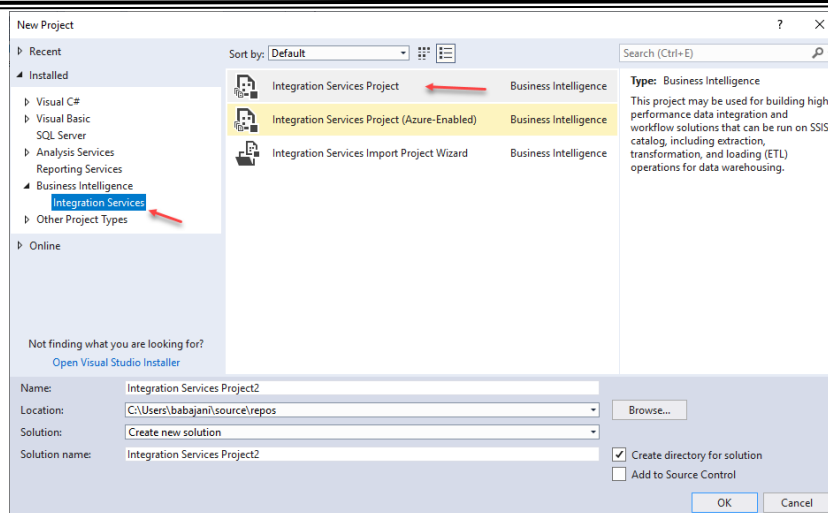 New Project
? ×
Recent
Installed
Visual C#
Visual Basic
SQL Server
Analysis Services
Reporting Services
Business Intelligence
Integration Services
Other Project Types
Online
Not finding what you are looking for?
Open Visual Studio Installer
Sort by: Default
Integration Services Project Business Intelligence
Integration Services Project (Azure-Enabled) Business Intelligence
Integration Services Import Project Wizard Business Intelligence
Search (Ctrl+E)
Type: Business Intelligence
This project may be used for building high
performance data integration and
workflow solutions that can be run on SSIS
catalog, including extraction,
transformation, and loading (ETL)
operations for data warehousing.
Name: Integration Services Project2
Location: C:\Users\babajani\source\repos
Browse...
Solution: Create new solution
Solution name: Integration Services Project2
Create directory for solution
Add to Source Control
OK Cancel